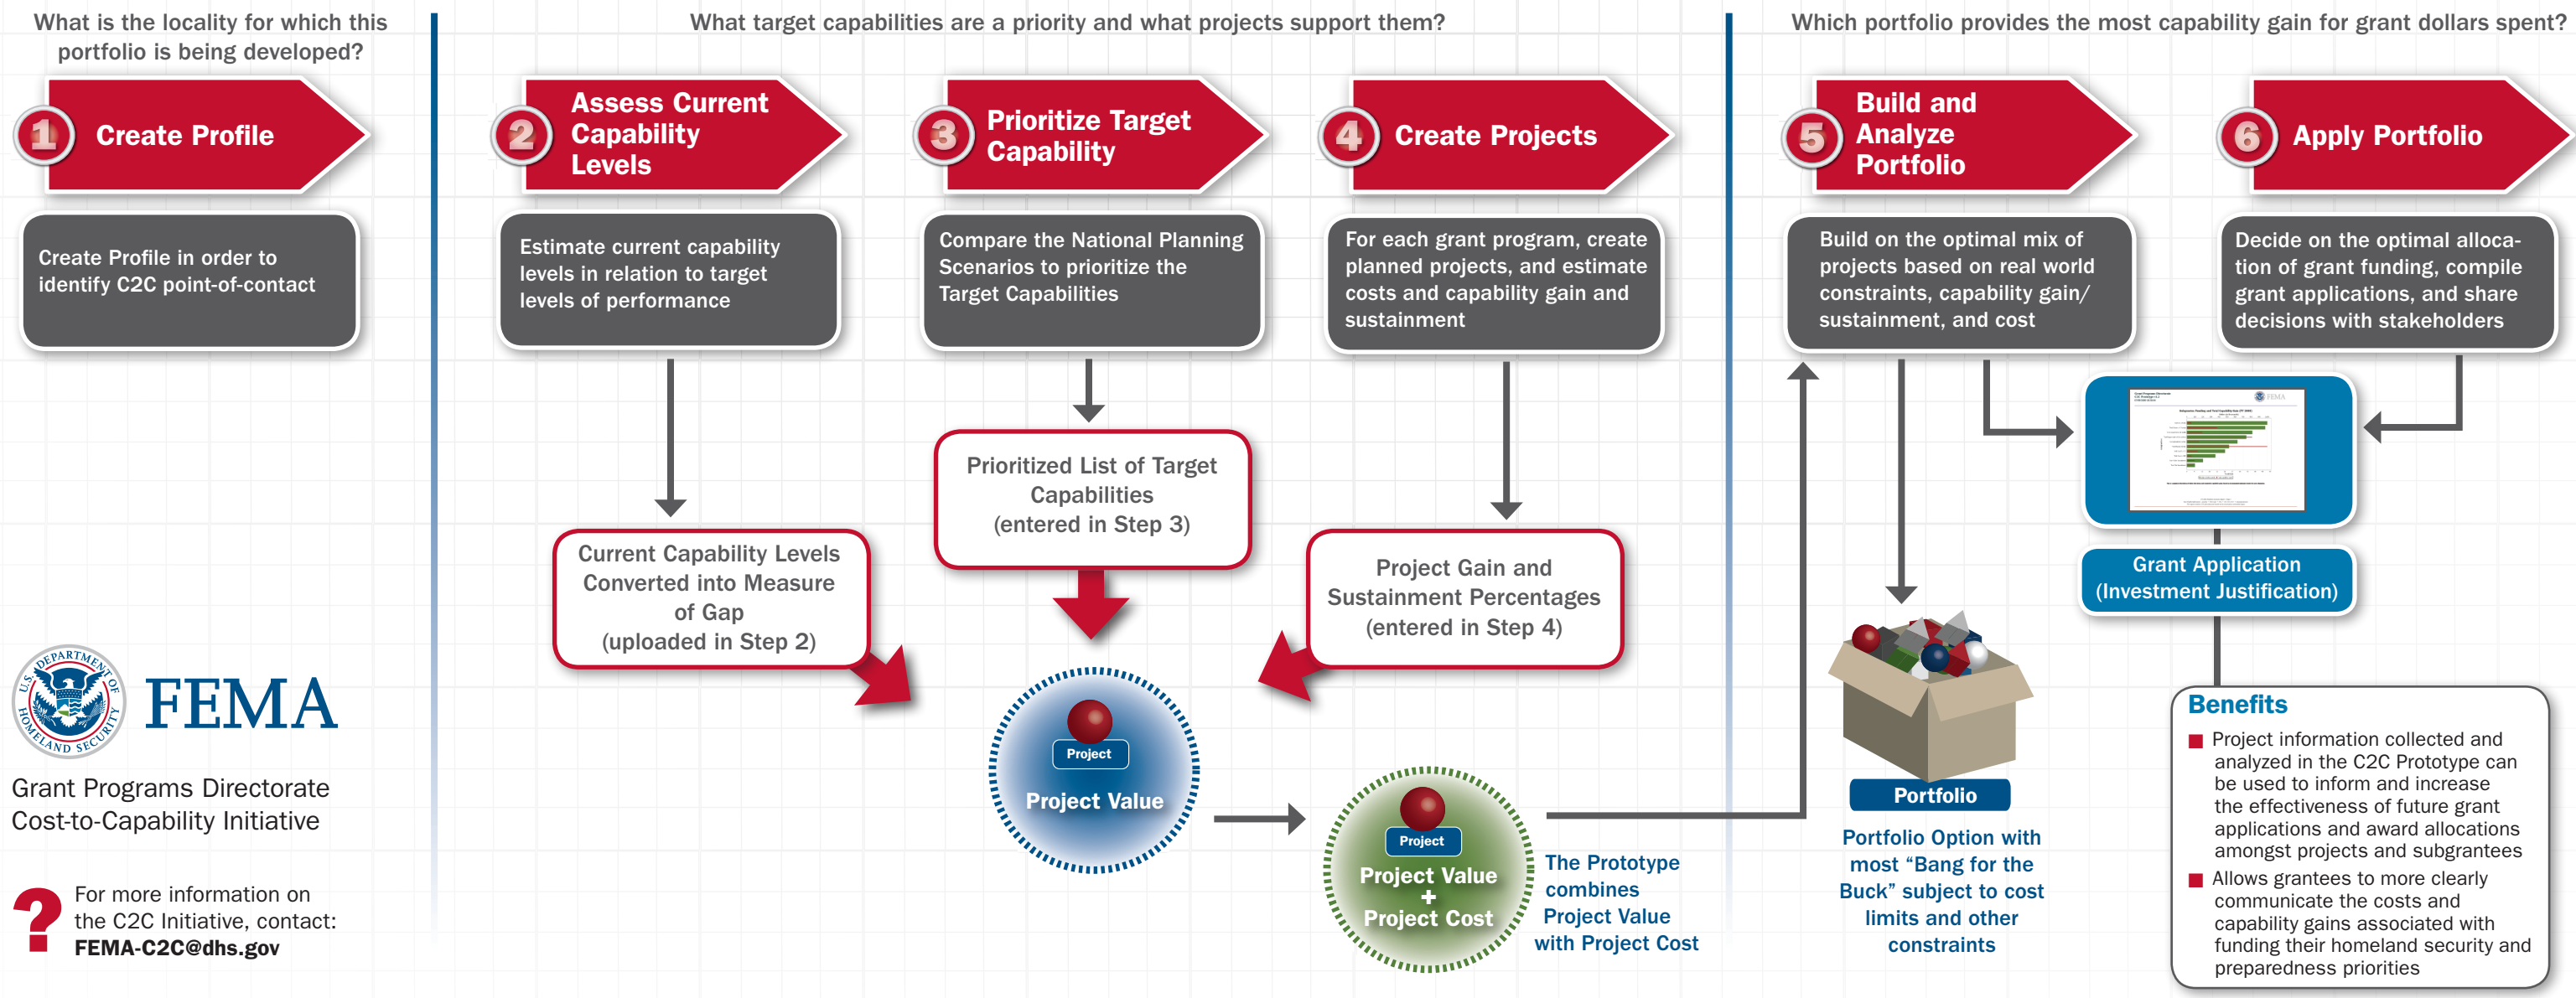 What is the locality for which this
portfolio is being developed?
What target capabilities are a priority and what projects support them?
Which portfolio provides the most capability gain for grant dollars spent?
1
Create Profile
2
Assess Current
Capability
Levels
3
Prioritize Target
Capability
4
Create Projects
5
Build and
Analyze
Portfolio
6
Apply Portfolio
Create Profile in order to
identify C2C point-of-contact
Estimate current capability
levels in relation to target
levels of performance
Compare the National Planning
Scenarios to prioritize the
Target Capabilities
For each grant program, create
planned projects, and estimate
costs and capability gain and
sustainment
Build on the optimal mix of
projects based on real world
constraints, capability gain/
sustainment, and cost
Decide on the optimal alloca-
tion of grant funding, compile
grant applications, and share
decisions with stakeholders
Current Capability Levels
Converted into Measure
of Gap
(uploaded in Step 2)
Prioritized List of Target
Capabilities
(entered in Step 3)
Project Gain and
Sustainment Percentages
(entered in Step 4)
FEMA
Grant Application
(Investment Justification)
Project
Project Value
Project
Project Value
+
Project Cost
The Prototype
combines
Project Value
with Project Cost
Portfolio
Portfolio Option with
most “Bang for the
Buck” subject to cost
limits and other
constraints
Benefits
Project information collected and
analyzed in the C2C Prototype can
be used to inform and increase
the effectiveness of future grant
applications and award allocations
amongst projects and subgrantees
Allows grantees to more clearly
communicate the costs and
capability gains associated with
funding their homeland security and
preparedness priorities
U.S. DEPARTMENT OF
HOMELAND SECURITY
FEMA
Grant Programs Directorate
Cost-to-Capability Initiative
?
For more information on
the C2C Initiative, contact:
FEMA-C2C@dhs.gov